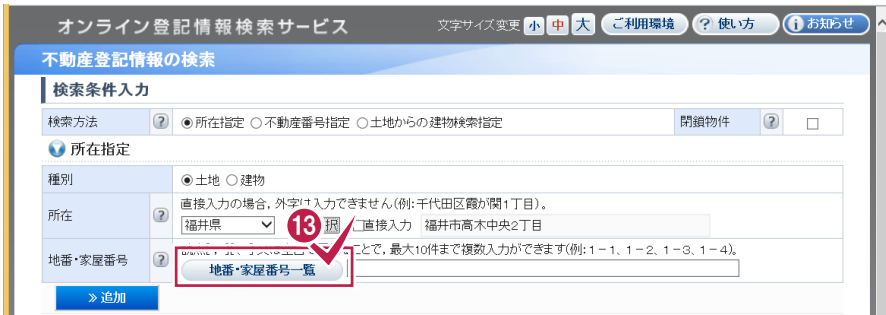 オンライン登記情報検索サービス 文字サイズ変更 小 中 大 ご利用環境 ? 使い方 i お知らせ
不動産登記情報の検索
検索条件入力
検索方法 ? ◉所在指定 ○不動産番号指定 ○土地からの建物検索指定 閉鎖物件 ? □
所在指定
種別 ◉土地 ○建物
直接入力の場合，外字は入力できません(例:千代田区霞が関1丁目)。
所在 ? 福井県 13 択 □直接入力 福井市高木中央2丁目
ことで，最大10件まで複数入力ができます(例:1－1、1－2、1－3、1－4)。
地番・家屋番号 ? 地番・家屋番号一覧
≫追加